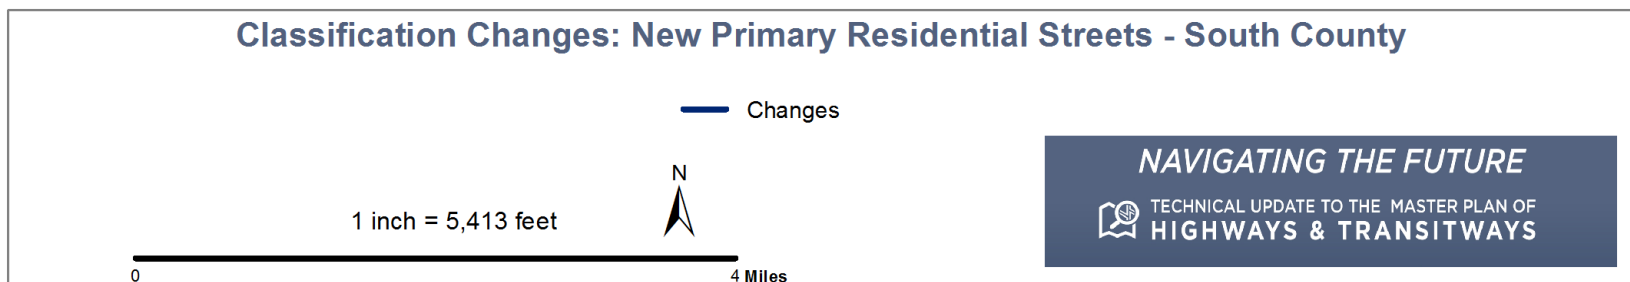 Classification Changes: New Primary Residential Streets - South County
Changes
N
1 inch = 5,413 feet
0
4 Miles
NAVIGATING THE FUTURE
TECHNICAL UPDATE TO THE MASTER PLAN OF
HIGHWAYS & TRANSITWAYS